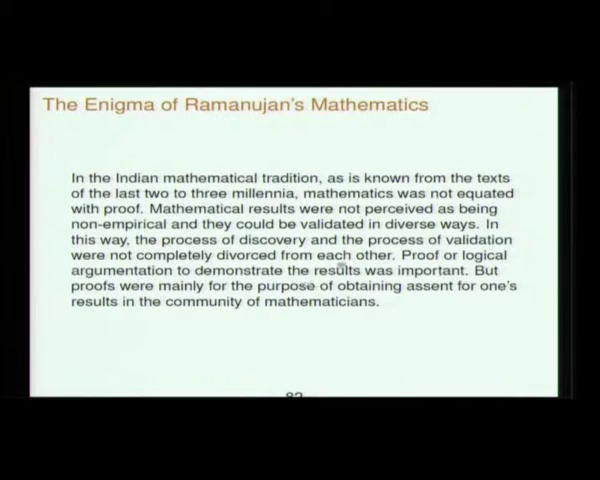 The Enigma of Ramanujan's Mathematics
In the Indian mathematical tradition, as is known from the texts
of the last two to three millennia, mathematics was not equated
with proof. Mathematical results were not perceived as being
non-empirical and they could be validated in diverse ways. In
this way, the process of discovery and the process of validation
were not completely divorced from each other. Proof or logical
argumentation to demonstrate the results was important. But
proofs were mainly for the purpose of obtaining assent for one's
results in the community of mathematicians.